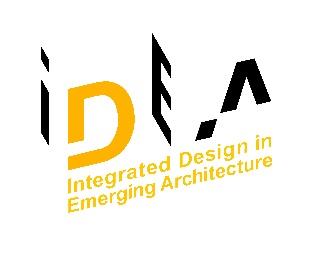 iDEA
Integrated Design in
Emerging Architecture